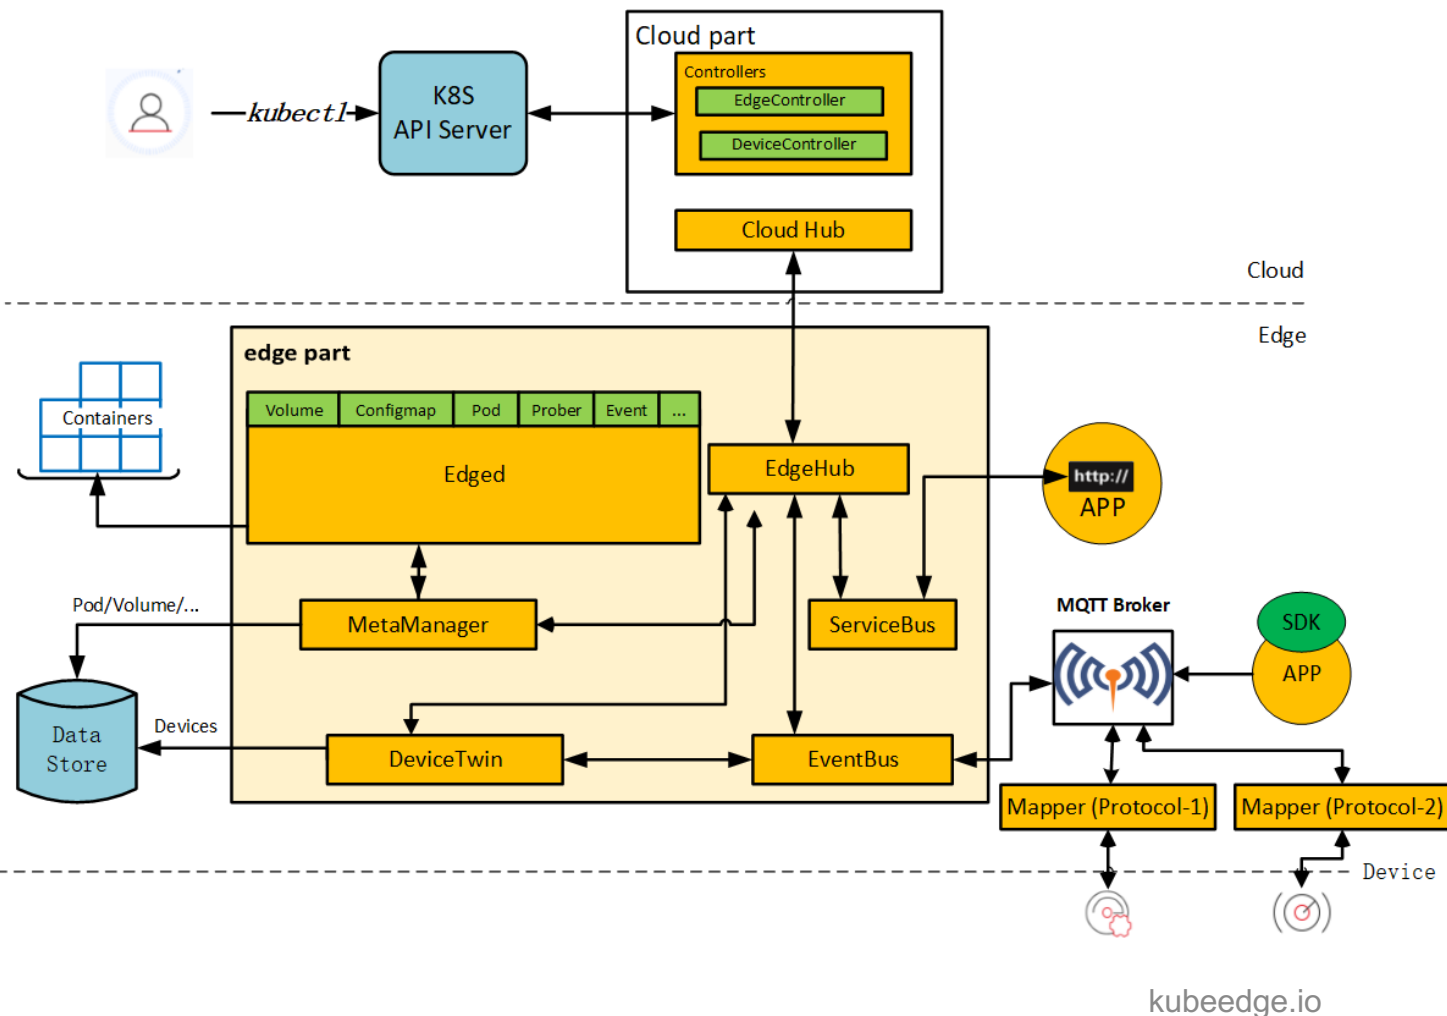 Cloud part
Controllers
EdgeController
DeviceController
kubectl
K8S
API Server
Cloud Hub
Cloud
Edge
edge part
Volume
Configmap
Pod
Prober
Event
...
Containers
Edged
EdgeHub
http://
APP
Pod/Volume/...
MetaManager
ServiceBus
MQTT Broker
SDK
APP
Data
Store
Devices
DeviceTwin
EventBus
Mapper (Protocol-1)
Mapper (Protocol-2)
Device
kubeedge.io